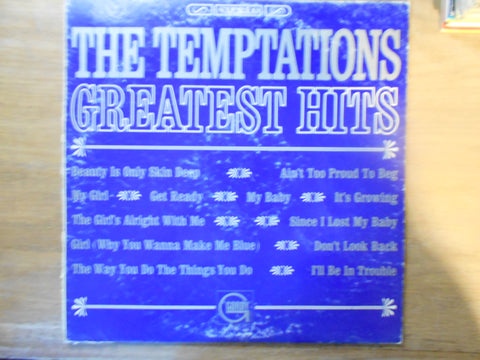 STEREO
THE TEMPTATIONS
GREATEST HITS
Beauty Is Only Skin Deep Ain't Too Proud To Beg
My Girl Get Ready My Baby It's Growing
The Girl's Alright With Me Since I Lost My Baby
Girl (Why You Wanna Make Me Blue) Don't Look Back
The Way You Do The Things You Do I'll Be In Trouble
GORDY